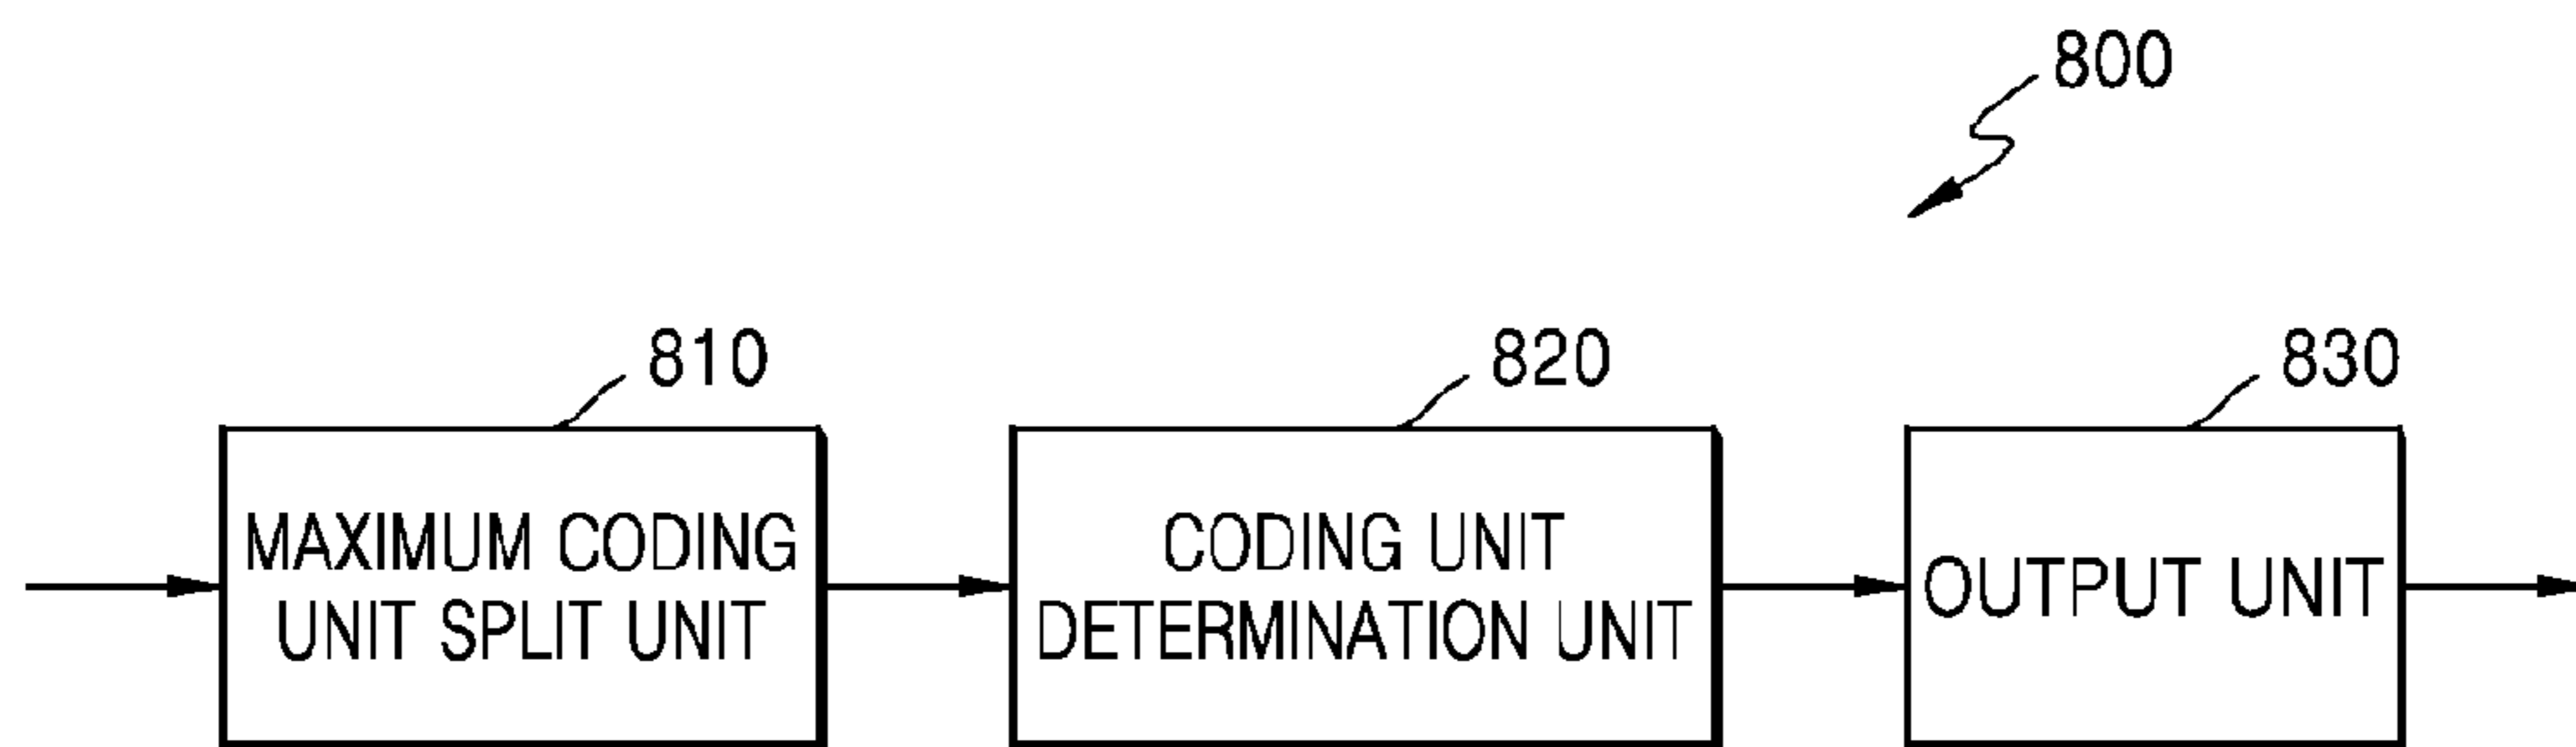 800
810
820
830
MAXIMUM CODING
UNIT SPLIT UNIT
CODING UNIT
DETERMINATION UNIT
OUTPUT UNIT